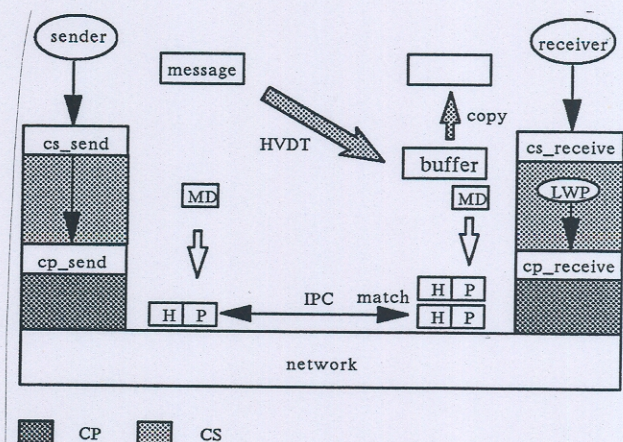 sender
receiver
message
copy
cs_send
HVDT
buffer
cs_receive
MD
MD
LWP
cp_send
cp_receive
H P
H P
IPC match
H P
network
CP CS